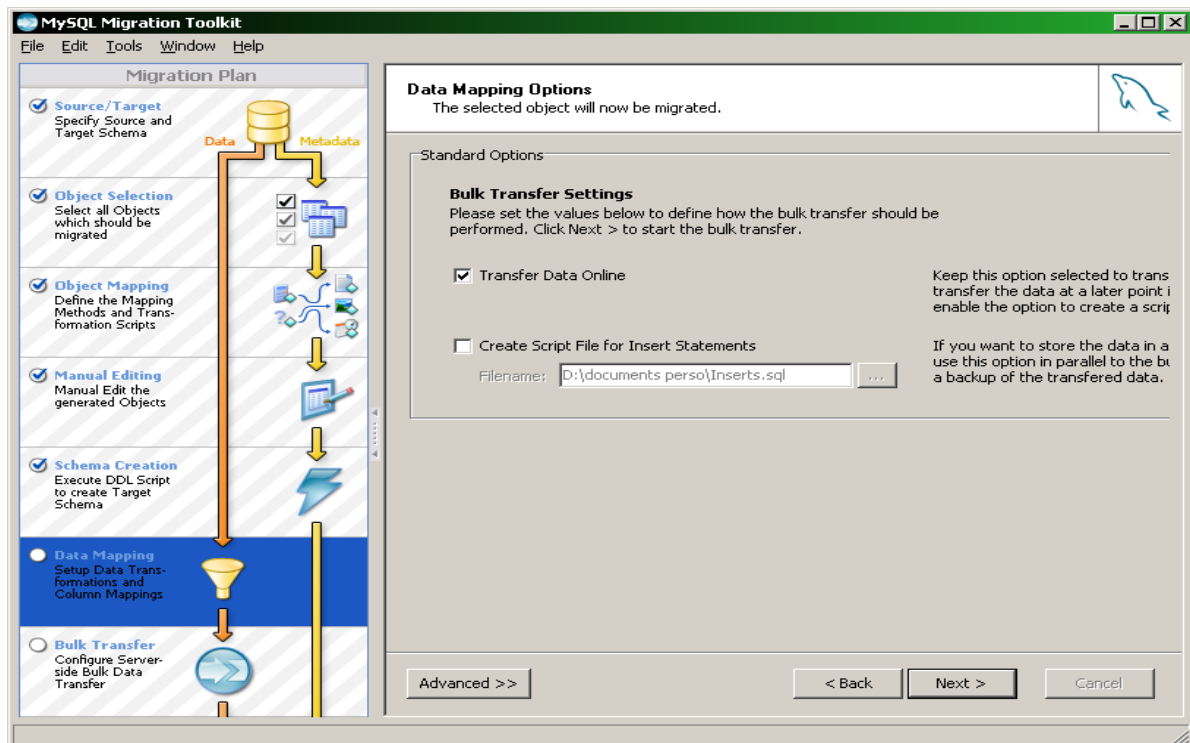 MySQL Migration Toolkit
File Edit Tools Window Help
Migration Plan
Source/Target
Specify Source and
Target Schema
Data
Metadata
Object Selection
Select all Objects
which should be
migrated
Object Mapping
Define the Mapping
Methods and Trans-
formation Scripts
Manual Editing
Manual Edit the
generated Objects
Schema Creation
Execute DDL Script
to create Target
Schema
Data Mapping
Setup Data Trans-
formations and
Column Mappings
Bulk Transfer
Configure Server-
side Bulk Data
Transfer
Data Mapping Options
The selected object will now be migrated.
Standard Options
Bulk Transfer Settings
Please set the values below to define how the bulk transfer should be
performed. Click Next > to start the bulk transfer.
Transfer Data Online
Keep this option selected to trans
transfer the data at a later point i
enable the option to create a scrip
Create Script File for Insert Statements
Filename: D:\documents perso\Inserts.sql ...
If you want to store the data in a
use this option in parallel to the bu
a backup of the transfered data.
Advanced >>
< Back
Next >
Cancel